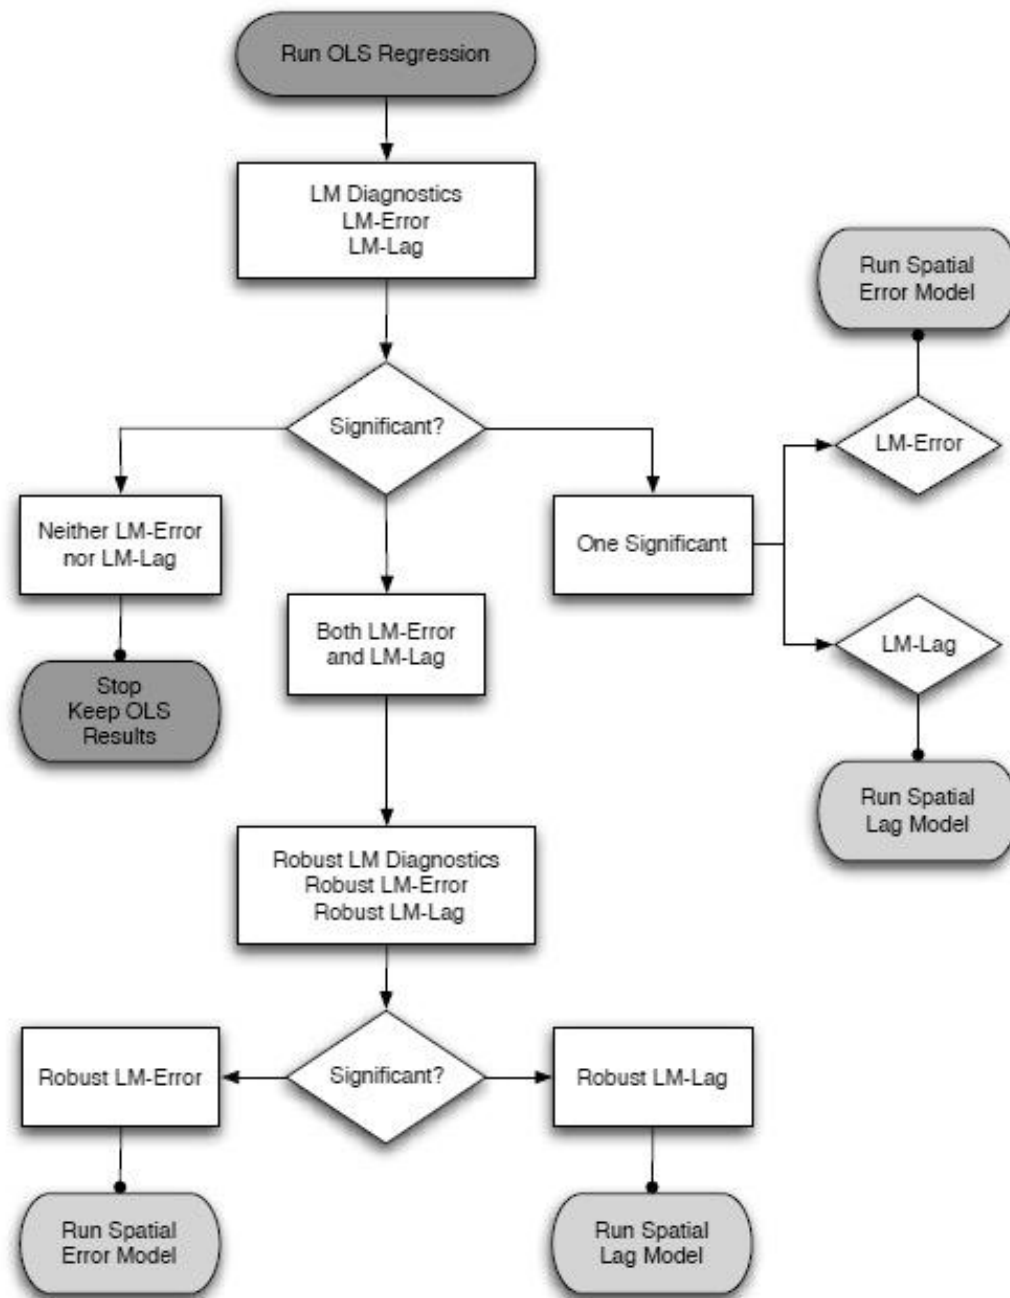 Run OLS Regression
LM Diagnostics
LM-Error
LM-Lag
Run Spatial
Error Model
Significant?
LM-Error
Neither LM-Error
nor LM-Lag
One Significant
Both LM-Error
and LM-Lag
LM-Lag
Stop
Keep OLS
Results
Run Spatial
Lag Model
Robust LM Diagnostics
Robust LM-Error
Robust LM-Lag
Robust LM-Error
Significant?
Robust LM-Lag
Run Spatial
Error Model
Run Spatial
Lag Model